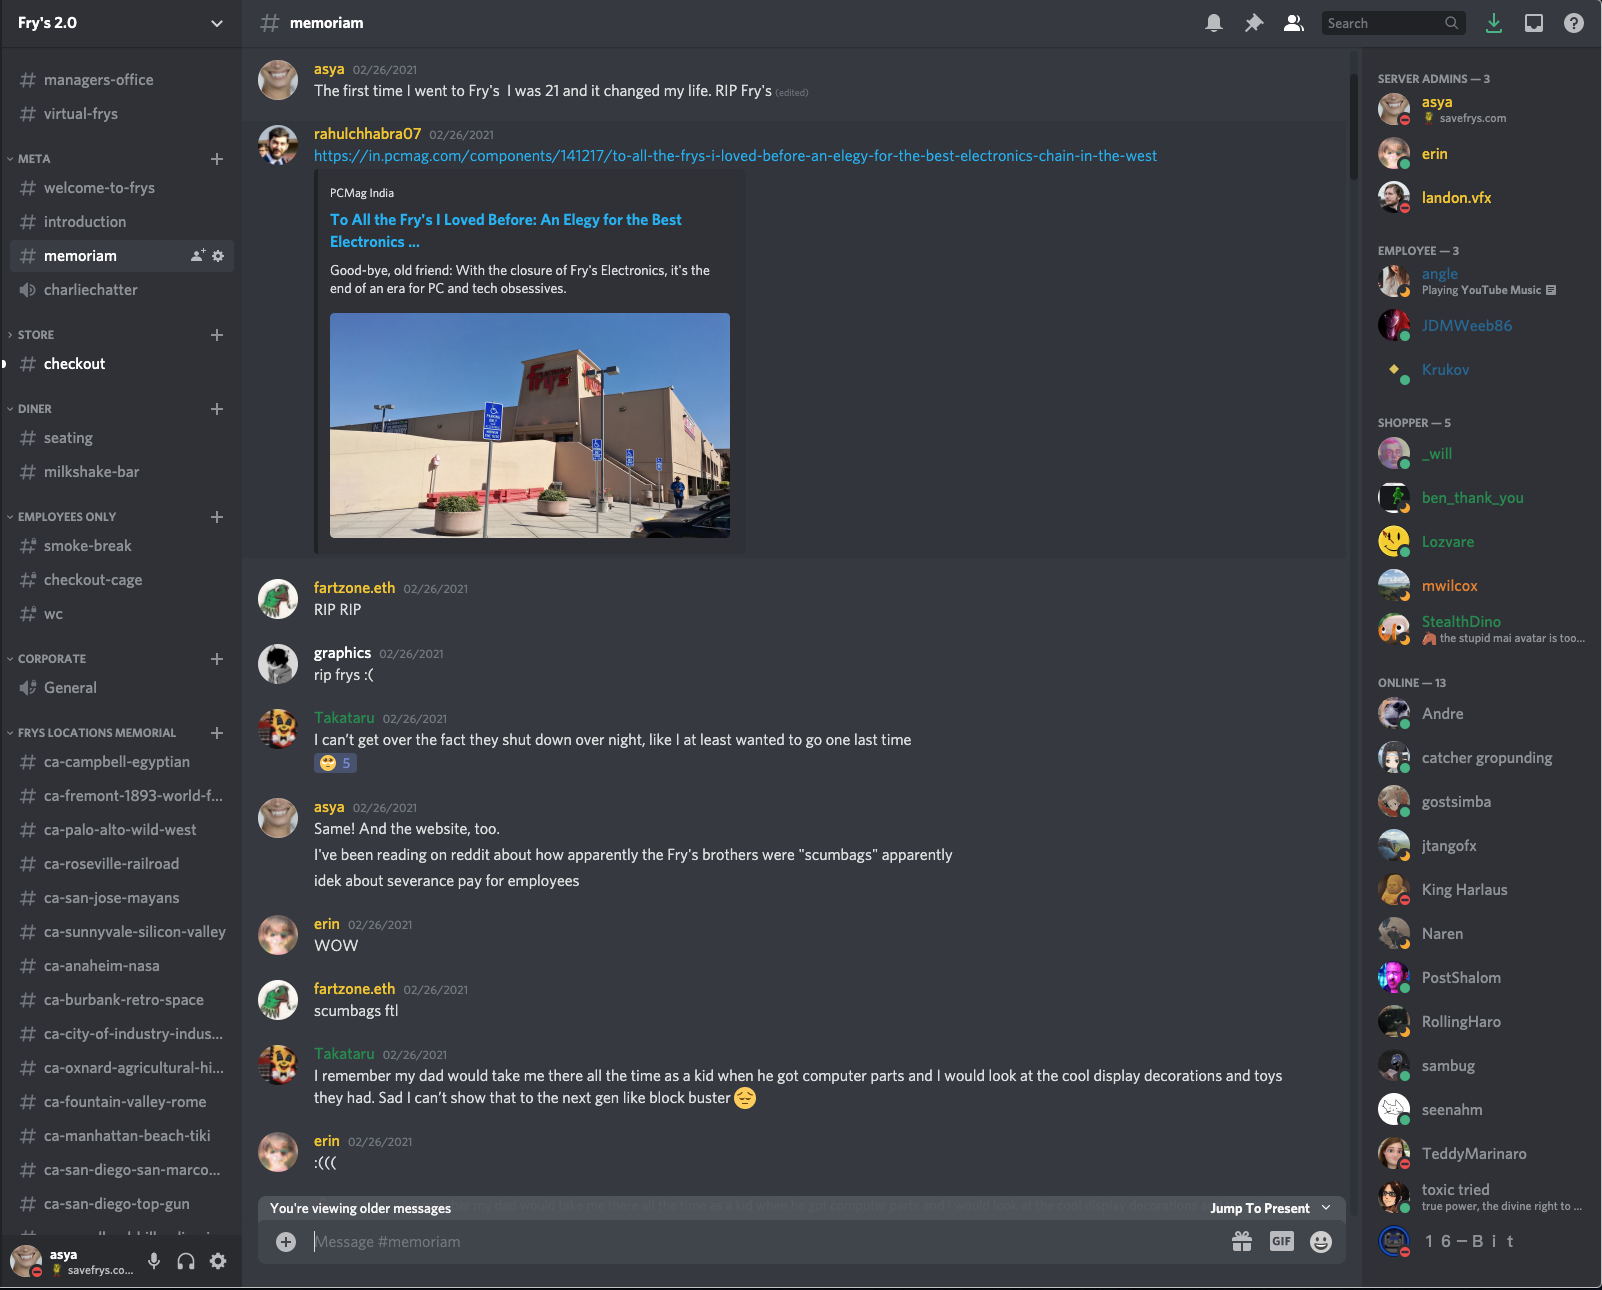 Fry's 2.0
managers-office
virtual-frys
META
welcome-to-frys
introduction
memoriam
charliechatter
STORE
checkout
DINER
seating
milkshake-bar
EMPLOYEES ONLY
smoke-break
checkout-cage
wc
CORPORATE
General
FRYS LOCATIONS MEMORIAL
ca-campbell-egyptian
ca-fremont-1893-world-f...
ca-palo-alto-wild-west
ca-roseville-railroad
ca-san-jose-mayans
ca-sunnyvale-silicon-valley
ca-anaheim-nasa
ca-burbank-retro-space
ca-city-of-industry-indus...
ca-oxnard-agricultural-hi...
ca-fountain-valley-rome
ca-manhattan-beach-tiki
ca-san-diego-san-marco...
ca-san-diego-top-gun
asya
savefrys.co...
# memoriam
Search
asya 02/26/2021
The first time I went to Fry's I was 21 and it changed my life. RIP Fry's (edited)
rahulchhabra07 02/26/2021
https://in.pcmag.com/components/141217/to-all-the-frys-i-loved-before-an-elegy-for-the-best-electronics-chain-in-the-west
PCMag India
To All the Fry's I Loved Before: An Elegy for the Best
Electronics ...
Good-bye, old friend: With the closure of Fry's Electronics, it's the
end of an era for PC and tech obsessives.
Fry's
fartzone.eth 02/26/2021
RIP RIP
graphics 02/26/2021
rip frys :(
Takataru 02/26/2021
I can't get over the fact they shut down over night, like I at least wanted to go one last time
5
asya 02/26/2021
Same! And the website, too.
I've been reading on reddit about how apparently the Fry's brothers were "scumbags" apparently
idek about severance pay for employees
erin 02/26/2021
WOW
fartzone.eth 02/26/2021
scumbags ftl
Takataru 02/26/2021
I remember my dad would take me there all the time as a kid when he got computer parts and I would look at the cool display decorations and toys
they had. Sad I can't show that to the next gen like block buster
erin 02/26/2021
:(((
You're viewing older messages
Jump To Present
Message #memoriam
GIF
SERVER ADMINS — 3
asya
savefrys.com
erin
landon.vfx
EMPLOYEE — 3
angle
Playing YouTube Music
JDMWeeb86
Krukov
SHOPPER — 5
_will
ben_thank_you
Lozvare
mwilcox
StealthDino
the stupid mai avatar is too...
ONLINE — 13
Andre
catcher gropunding
gostsimba
jtangofx
King Harlaus
Naren
PostShalom
RollingHaro
sambug
seenahm
TeddyMarinaro
toxic tried
true power, the divine right to ...
１６－Ｂｉｔ